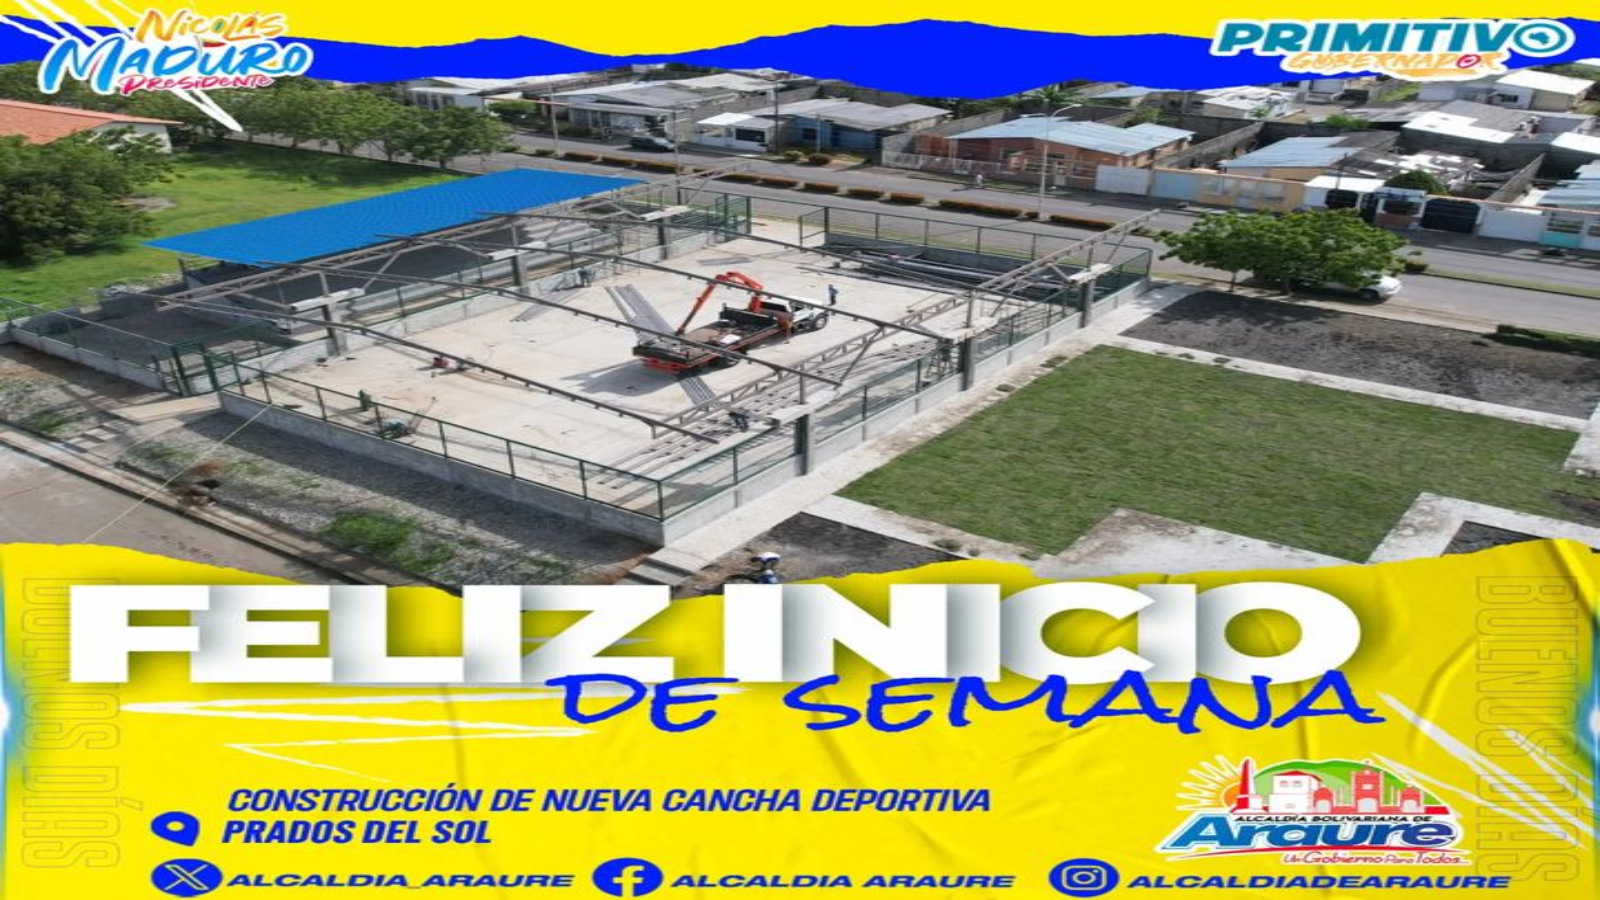 NICOLÁS
MADURO
PRESIDENTE
PRIMITIVO
GOBERNADOR
FELIZ INICIO
DE SEMANA
BUENOS DÍAS
BUENOS DÍAS
CONSTRUCCIÓN DE NUEVA CANCHA DEPORTIVA
PRADOS DEL SOL
ALCALDÍA BOLIVARIANA DE
Araure
Un Gobierno Para Todos
ALCALDIA_ARAURE
ALCALDIA ARAURE
ALCALDIADEARAURE